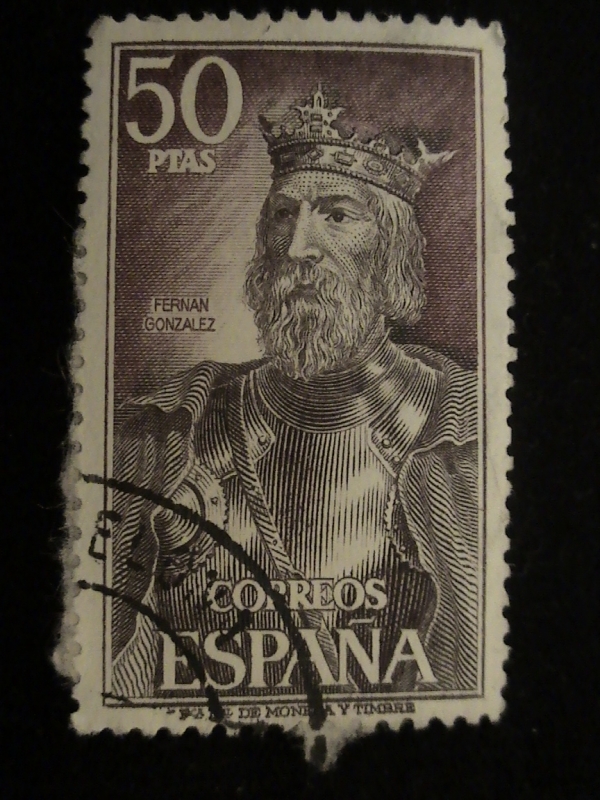 50
PTAS
FERNAN
GONZALEZ
CORREOS
ESPAÑA
DE MONEDA Y TIMBRE